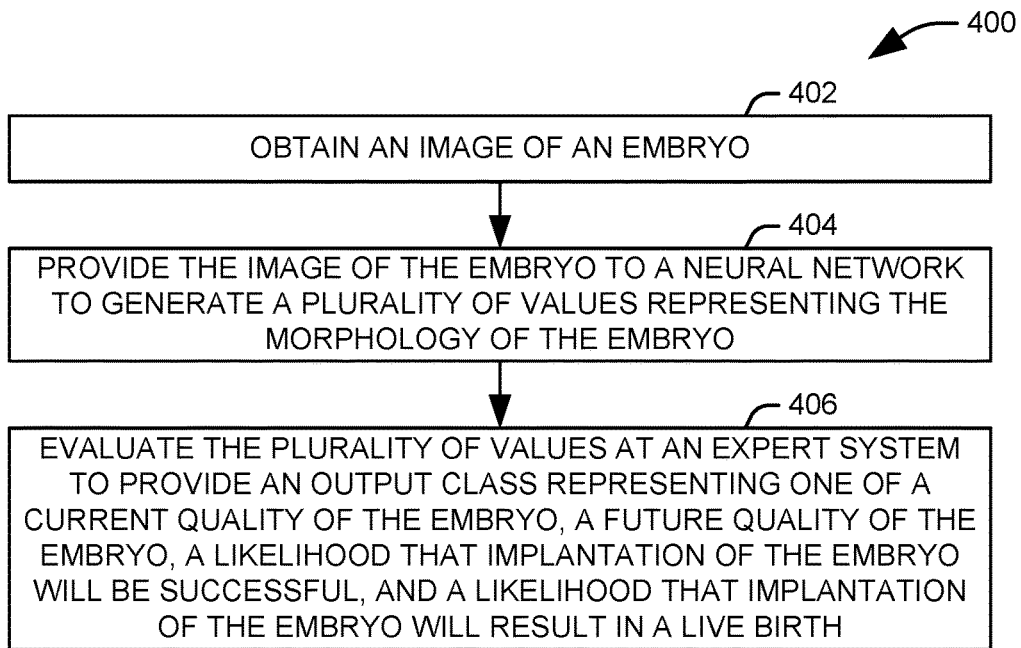 400
402
OBTAIN AN IMAGE OF AN EMBRYO
404
PROVIDE THE IMAGE OF THE EMBRYO TO A NEURAL NETWORK
TO GENERATE A PLURALITY OF VALUES REPRESENTING THE
MORPHOLOGY OF THE EMBRYO
406
EVALUATE THE PLURALITY OF VALUES AT AN EXPERT SYSTEM
TO PROVIDE AN OUTPUT CLASS REPRESENTING ONE OF A
CURRENT QUALITY OF THE EMBRYO, A FUTURE QUALITY OF THE
EMBRYO, A LIKELIHOOD THAT IMPLANTATION OF THE EMBRYO
WILL BE SUCCESSFUL, AND A LIKELIHOOD THAT IMPLANTATION
OF THE EMBRYO WILL RESULT IN A LIVE BIRTH